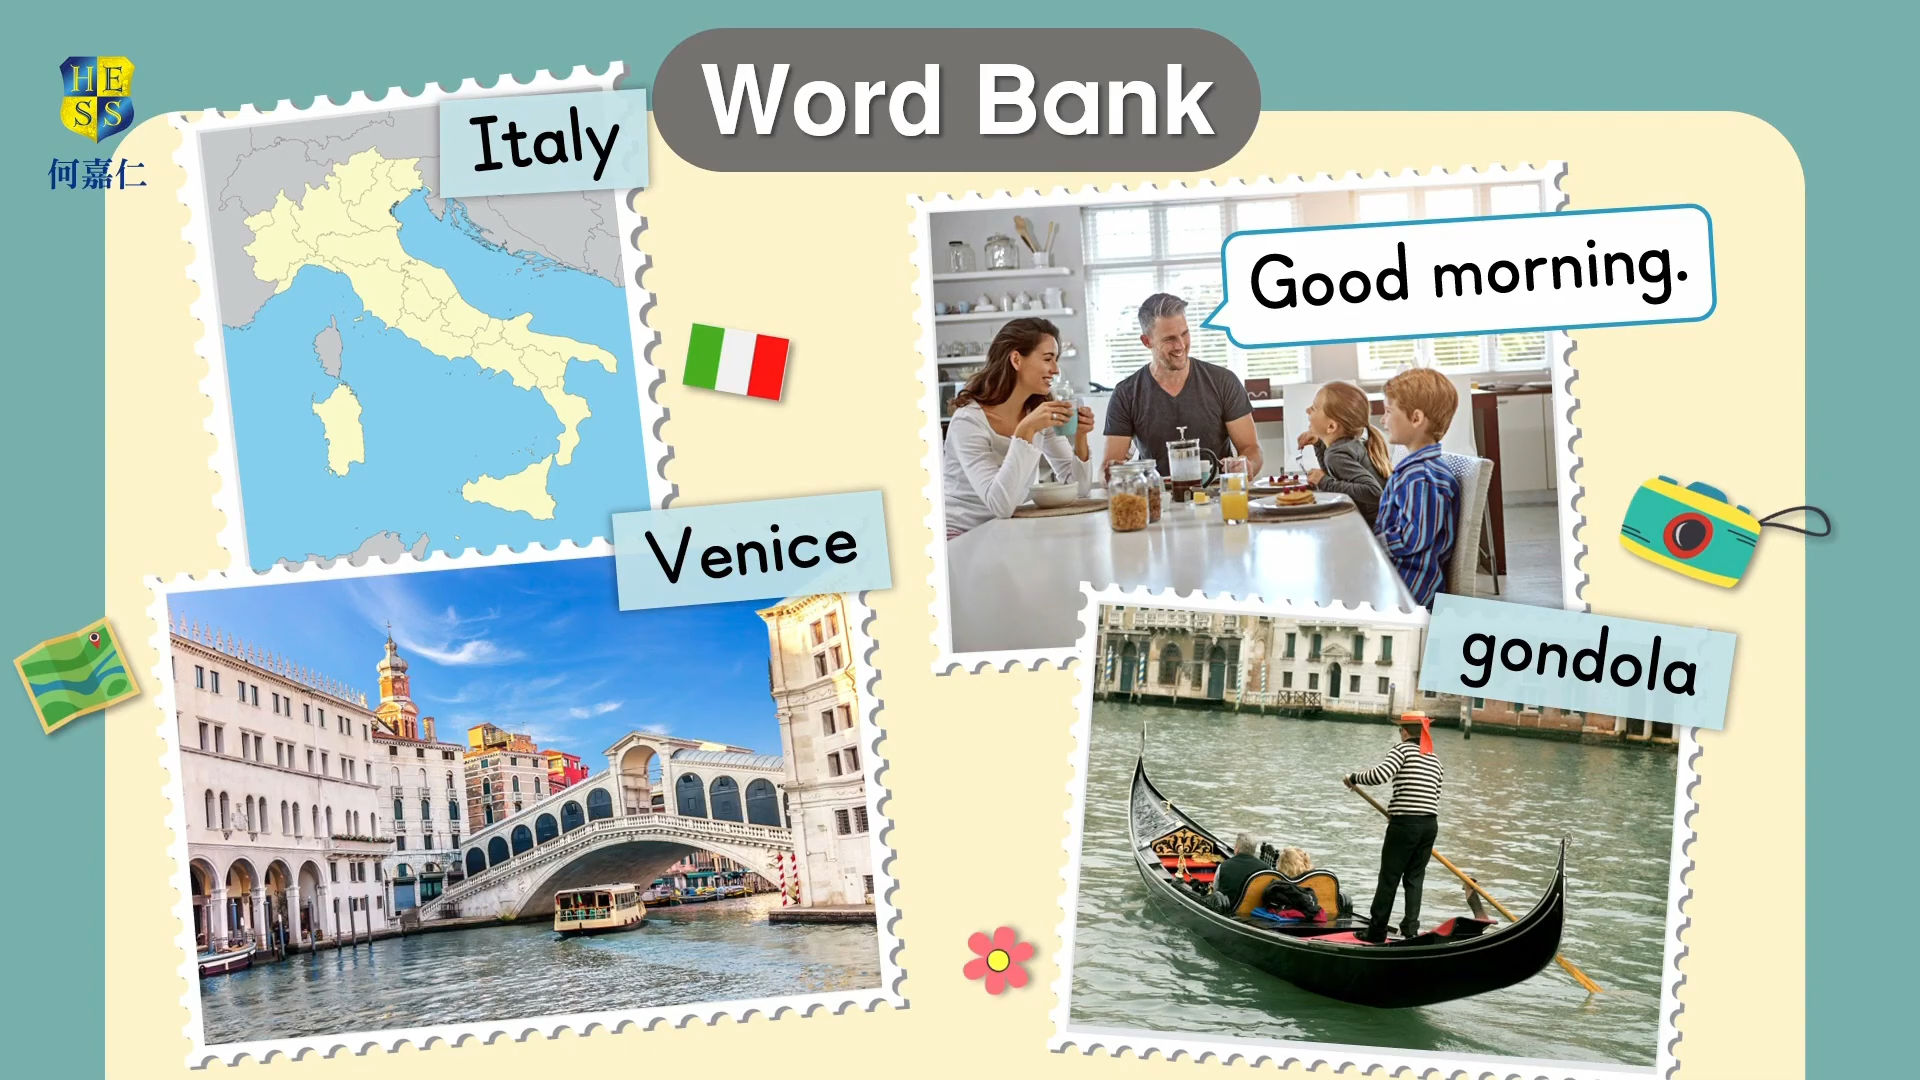 HE
SS
何嘉仁
Word Bank
Italy
Good morning.
Venice
gondola